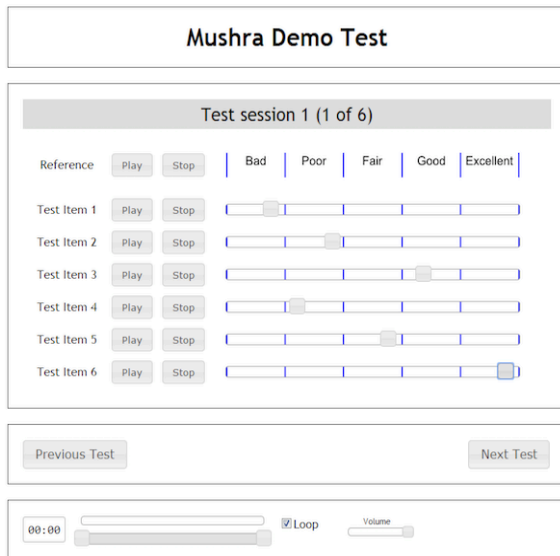 Mushra Demo Test
Test session 1 (1 of 6)
Reference Play Stop Bad Poor Fair Good Excellent
Test Item 1 Play Stop
Test Item 2 Play Stop
Test Item 3 Play Stop
Test Item 4 Play Stop
Test Item 5 Play Stop
Test Item 6 Play Stop
Previous Test Next Test
00:00 Loop Volume